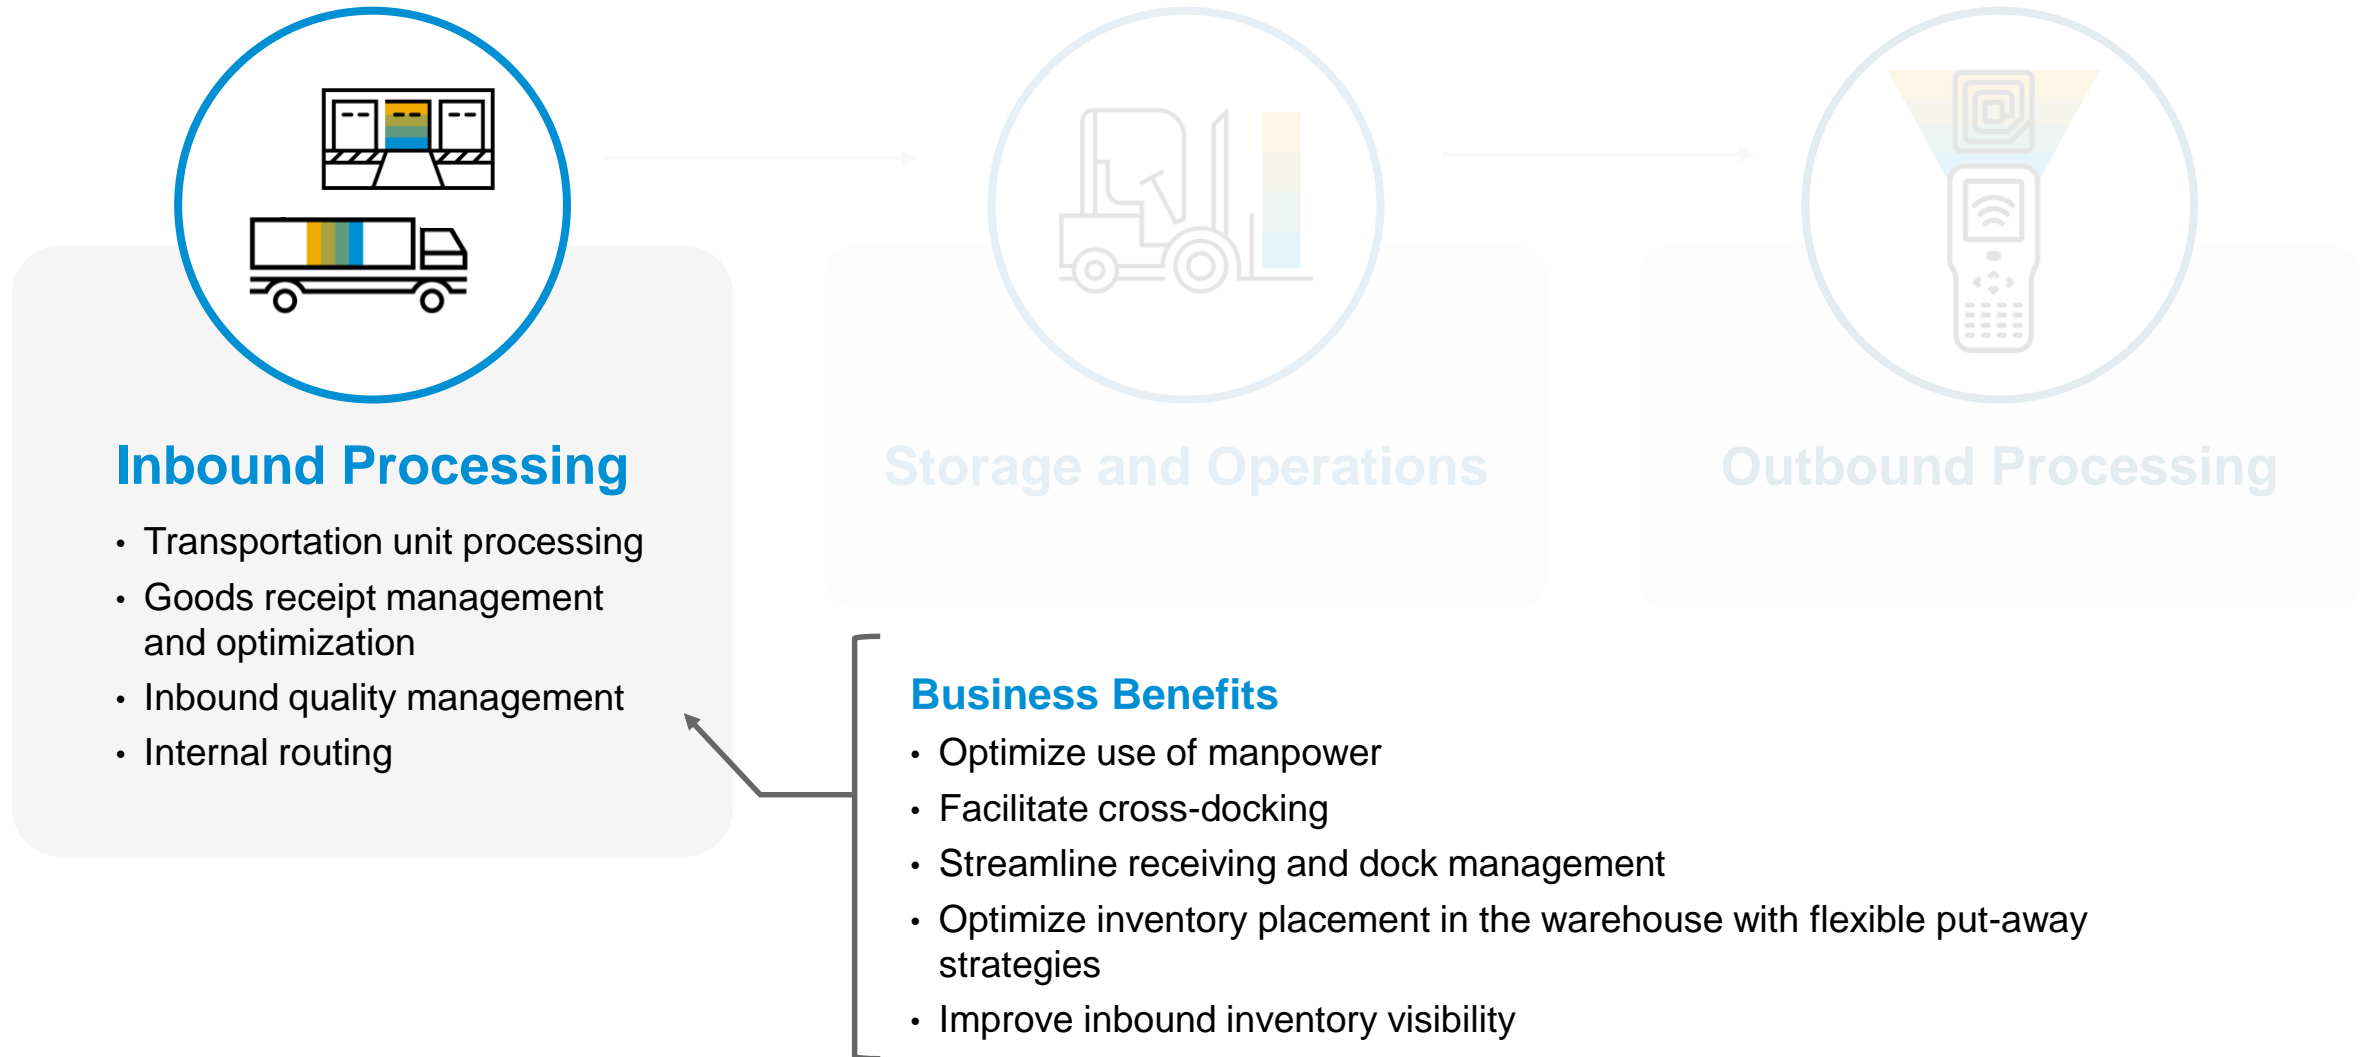 Inbound Processing
• Transportation unit processing
• Goods receipt management
and optimization
• Inbound quality management
• Internal routing
Storage and Operations
Outbound Processing
Business Benefits
• Optimize use of manpower
• Facilitate cross-docking
• Streamline receiving and dock management
• Optimize inventory placement in the warehouse with flexible put-away
strategies
• Improve inbound inventory visibility